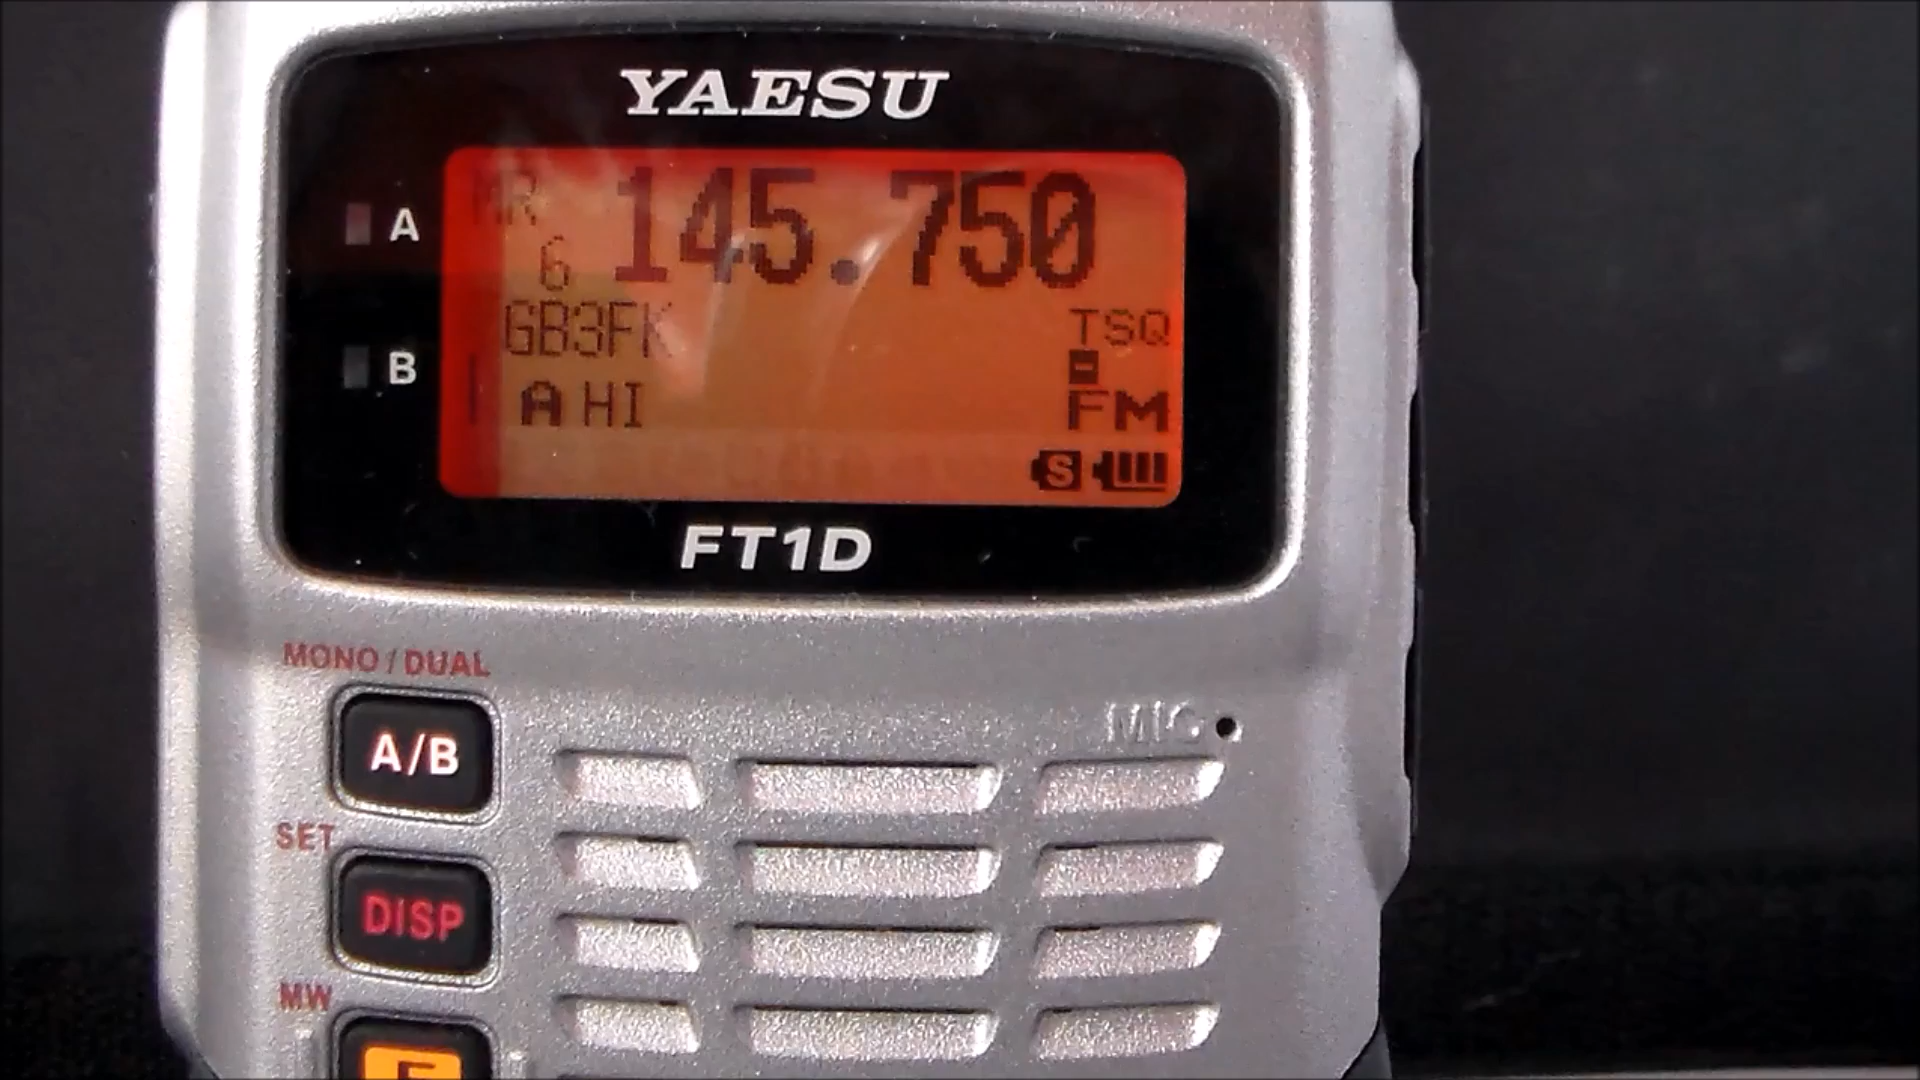 YAESU
MR
145.750
6
A
GB3FK
TSQ
B
-
A HI
FM
S
FT1D
MONO/DUAL
A/B
MIC
SET
DISP
MW
F